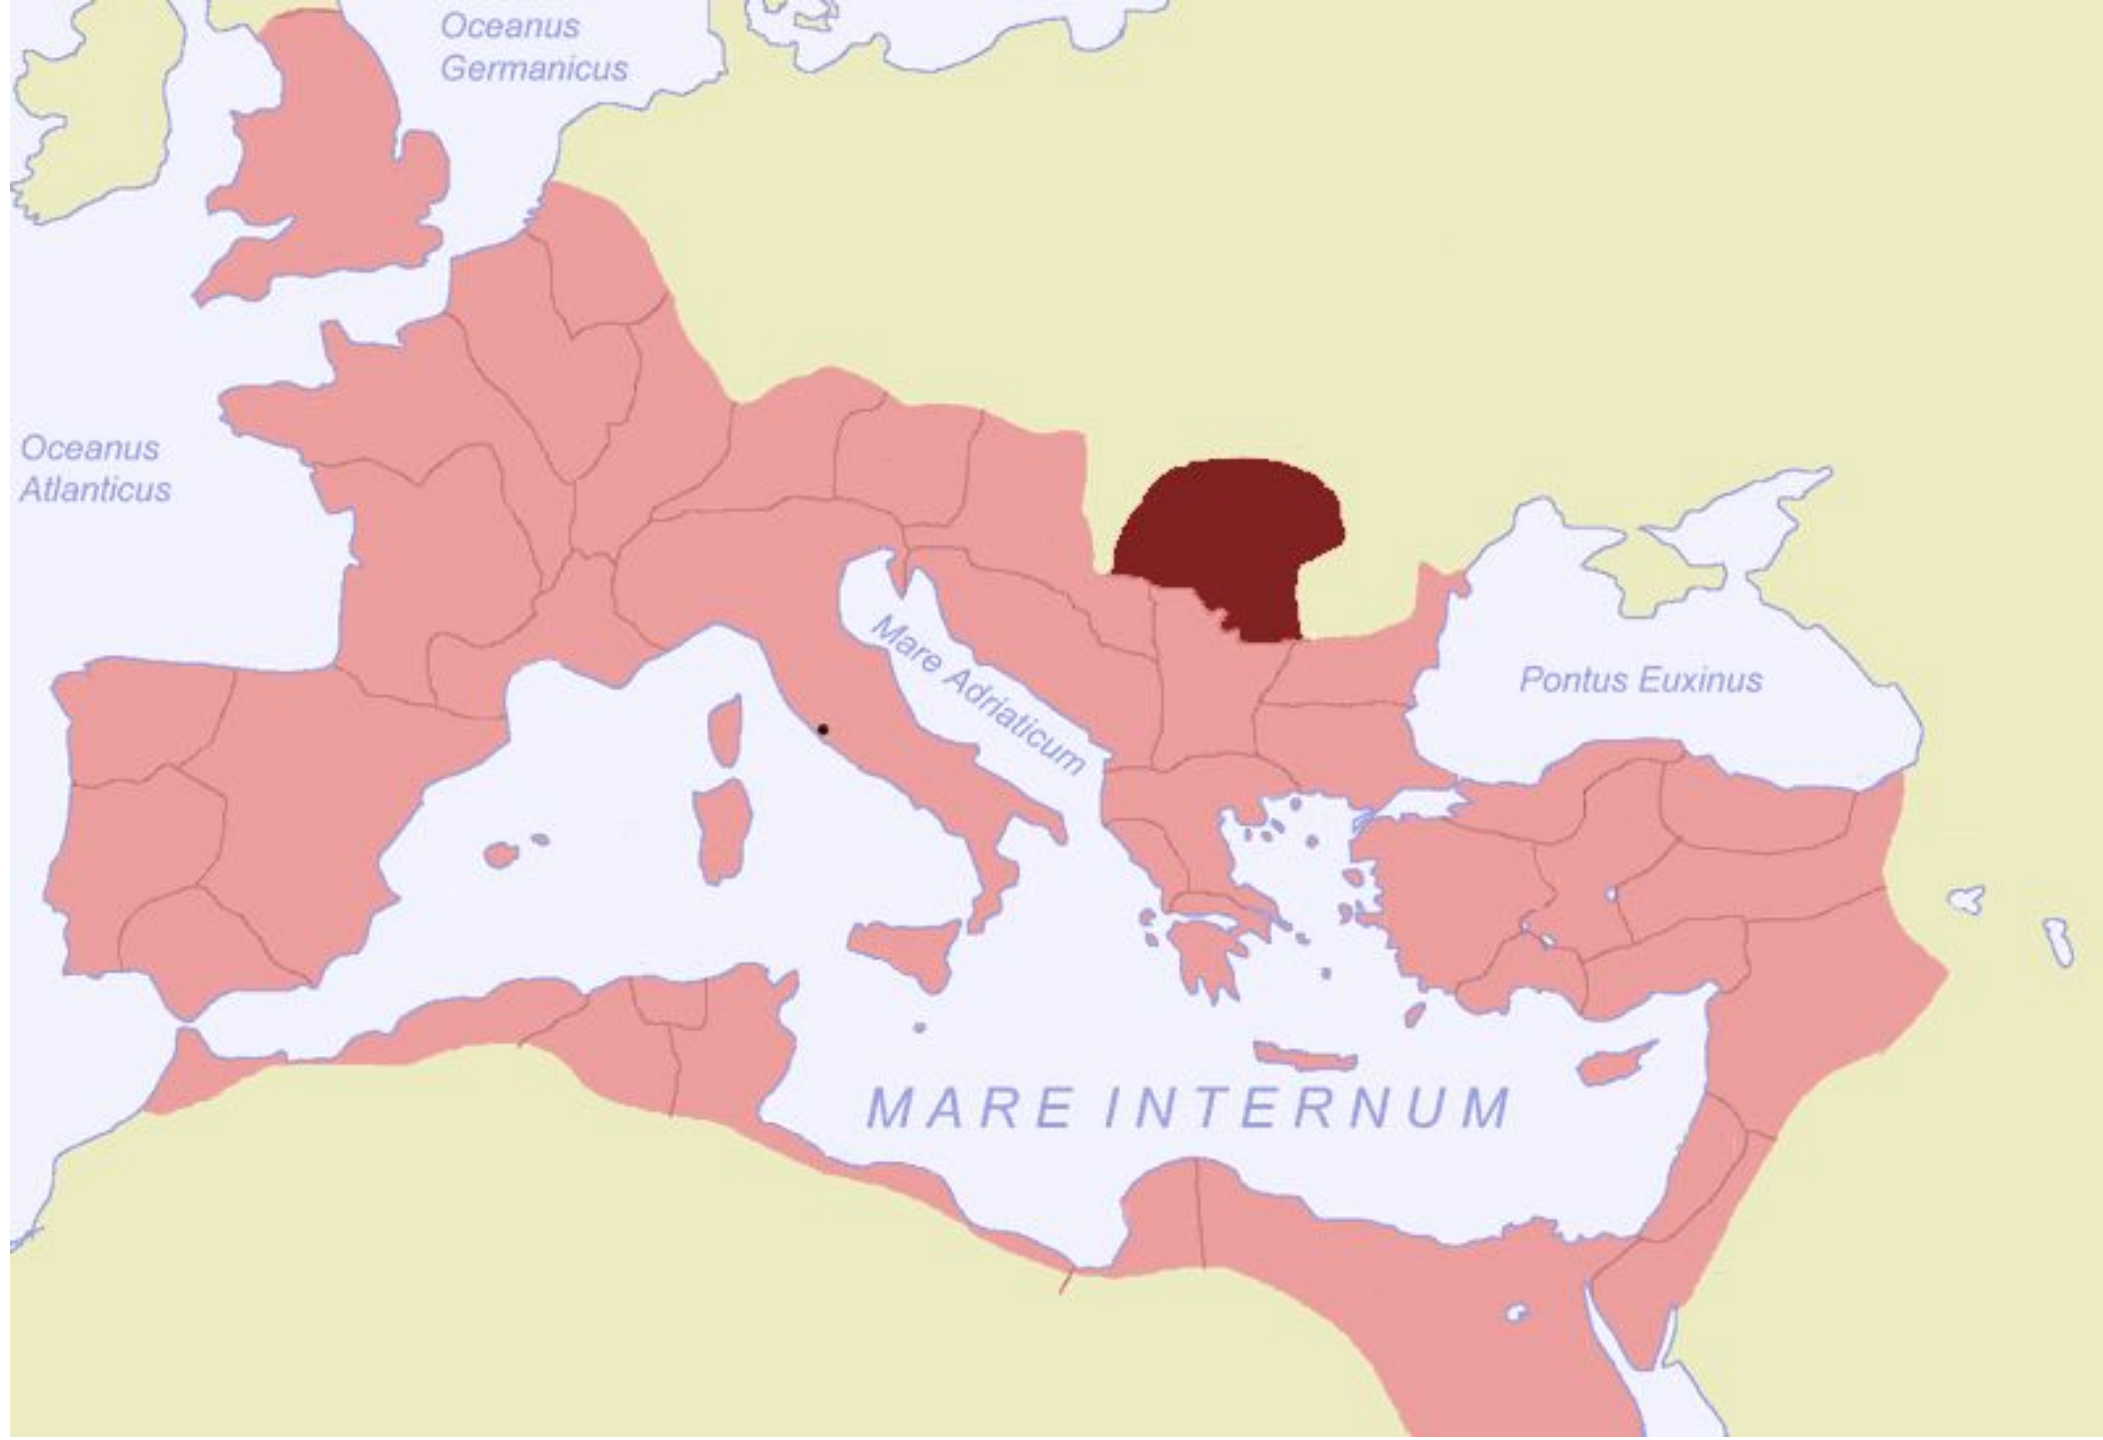 Oceanus
Germanicus
Oceanus
Atlanticus
Mare Adriaticum
Pontus Euxinus
MARE INTERNUM